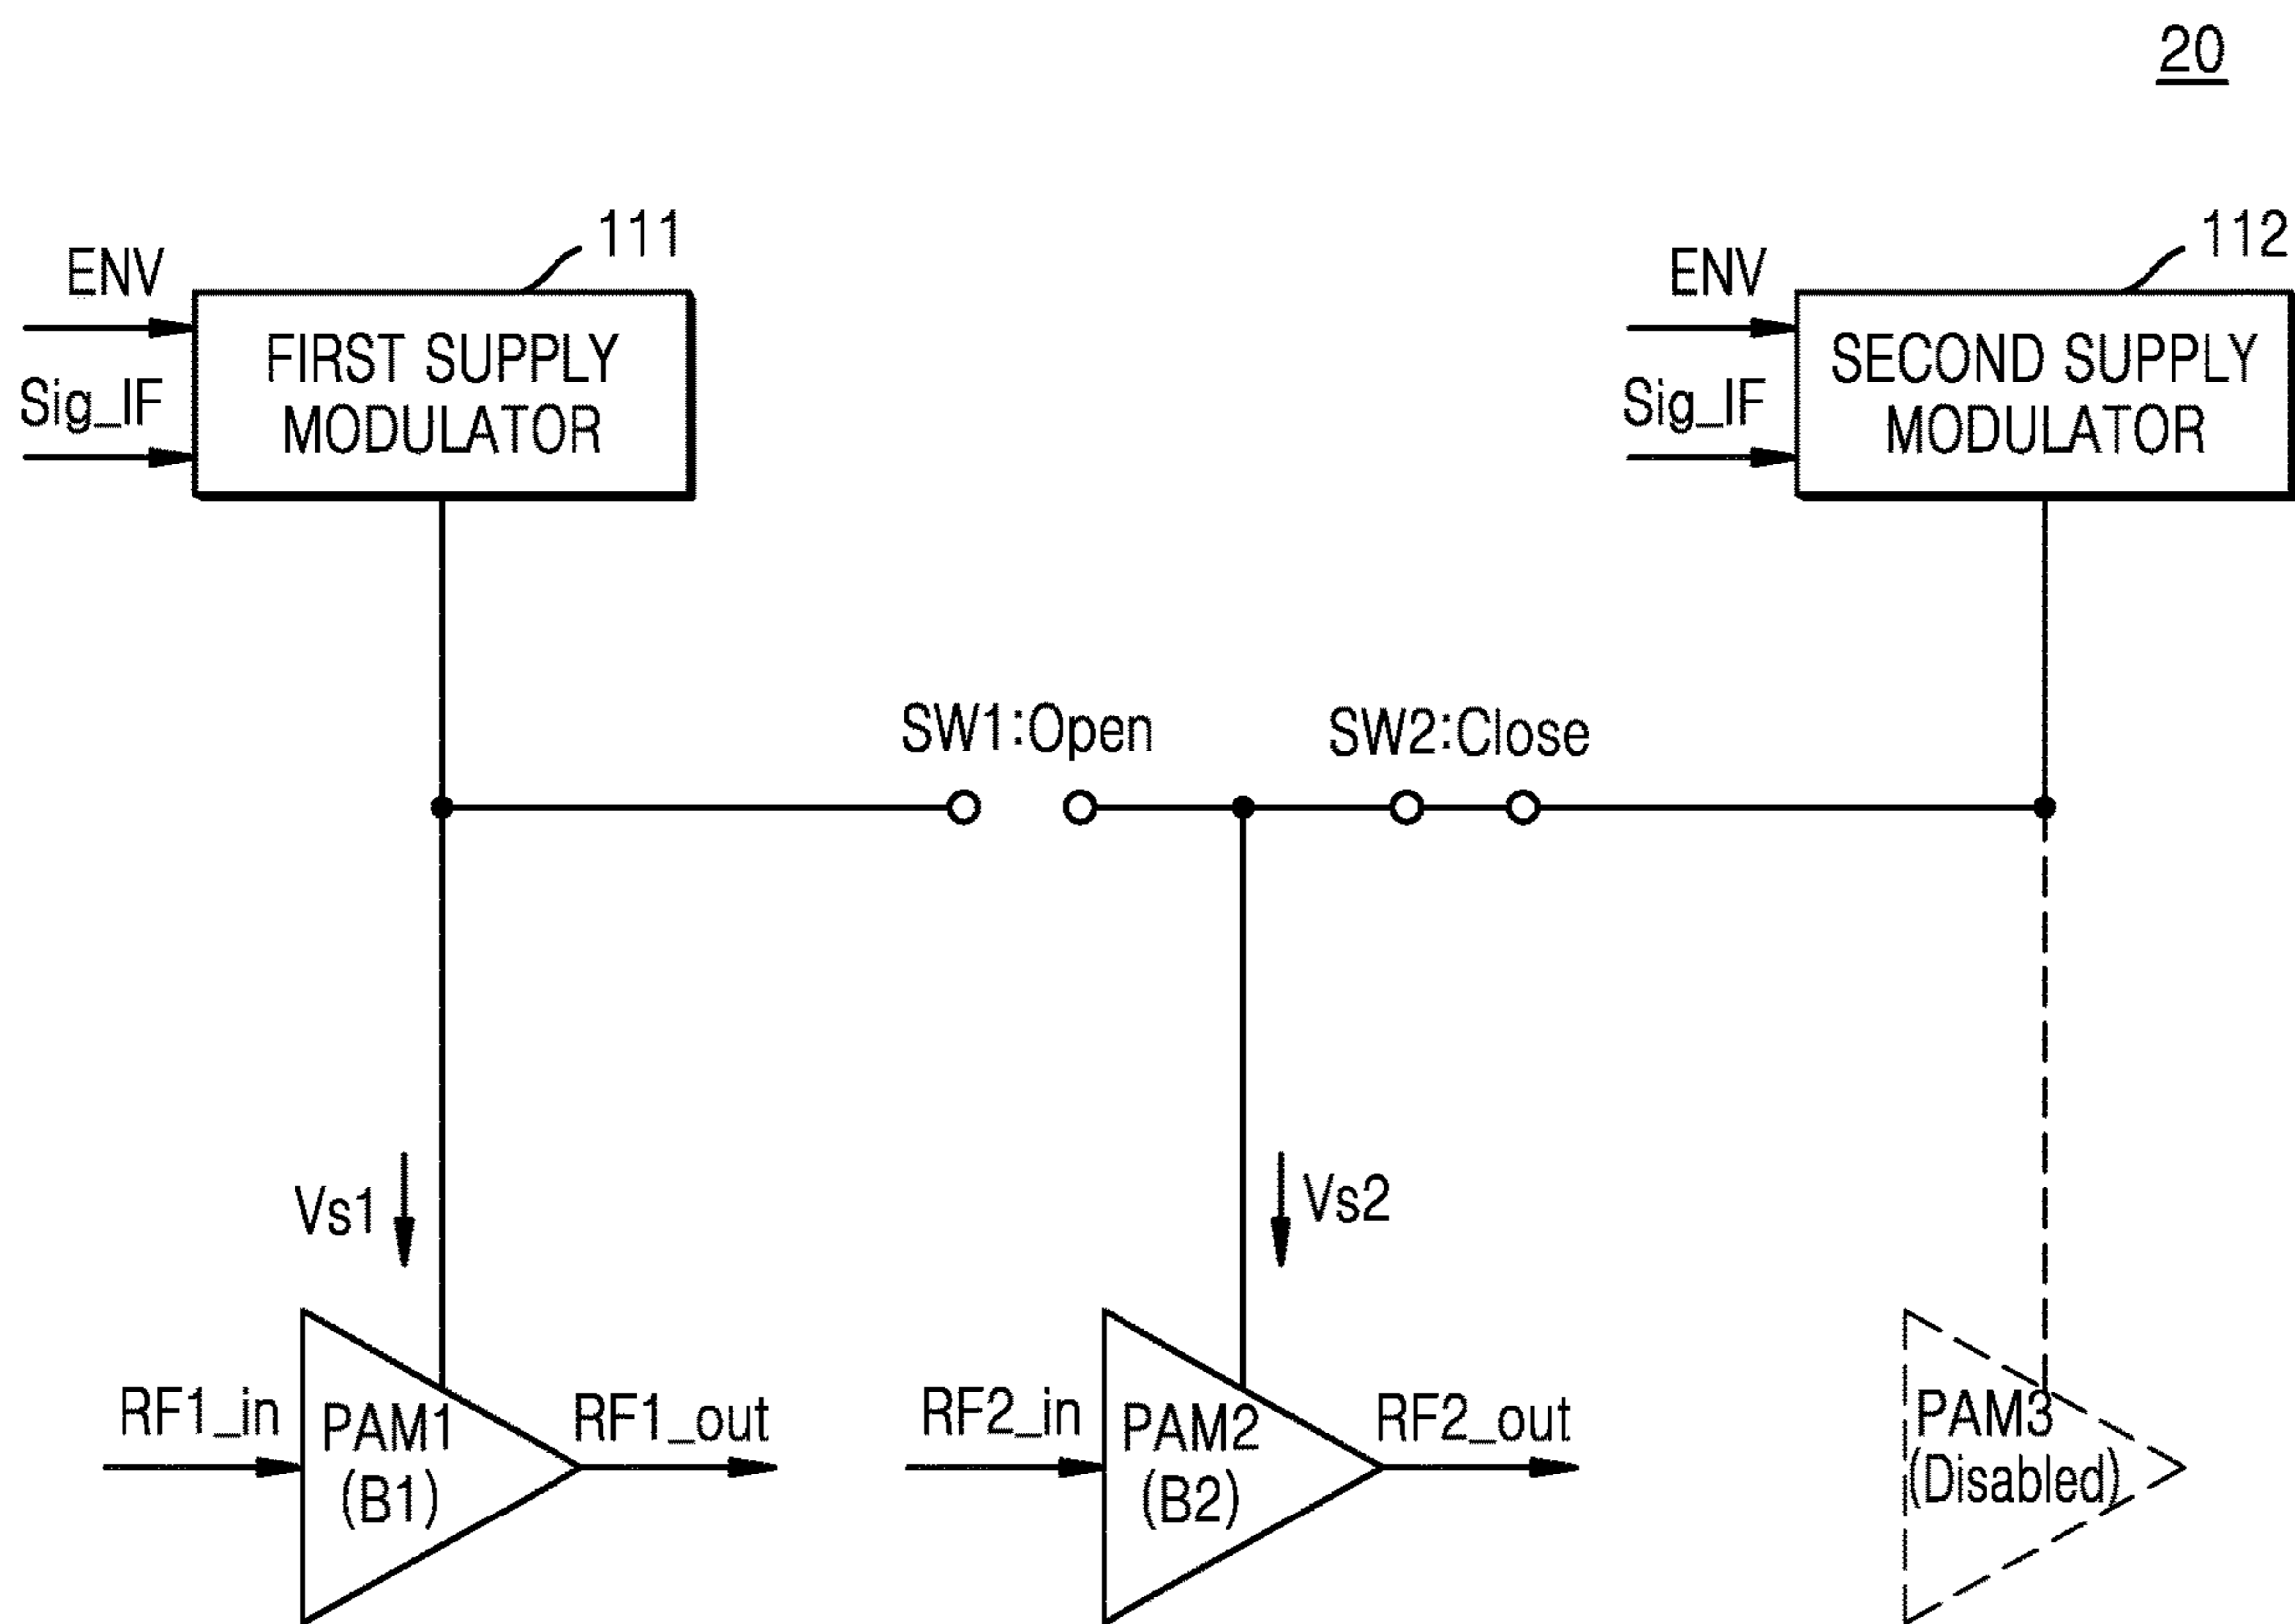 20
111
112
ENV
FIRST SUPPLY
MODULATOR
Sig_IF
ENV
SECOND SUPPLY
MODULATOR
Sig_IF
SW1:Open
SW2:Close
Vs1
Vs2
RF1_in
PAM1
(B1)
RF1_out
RF2_in
PAM2
(B2)
RF2_out
PAM3
(Disabled)